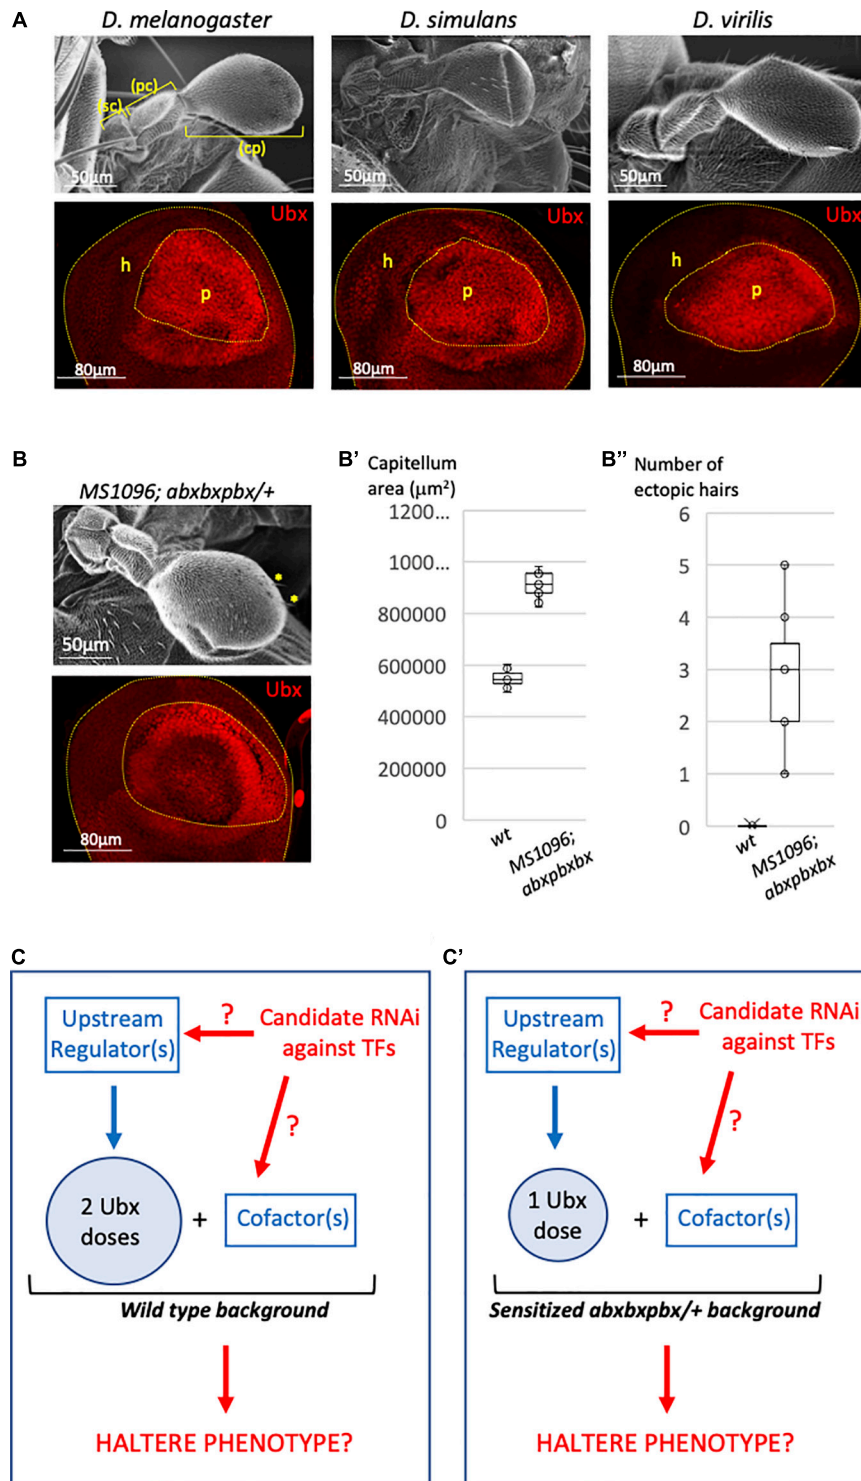 A
D. melanogaster
D. simulans
D. virilis
(pc)
(sc)
(cp)
50µm
50µm
50µm
Ubx
Ubx
Ubx
h
p
h
p
h
p
80µm
80µm
80µm
B
MS1096; abxbxpbx/+
50µm
*
*
Ubx
80µm
B’
Capitellum
area (µm²)
1200...
1000...
800000
600000
400000
200000
0
wt
MS1096;
abxpbxbx
B’’
Number of
ectopic hairs
6
5
4
3
2
1
0
wt
MS1096;
abxpbxbx
C
Upstream
Regulator(s)
?
Candidate RNAi
against TFs
?
2 Ubx
doses
+
Cofactor(s)
Wild type background
HALTERE PHENOTYPE?
C’
Upstream
Regulator(s)
?
Candidate RNAi
against TFs
?
1 Ubx
dose
+
Cofactor(s)
Sensitized abxbxpbx/+ background
HALTERE PHENOTYPE?